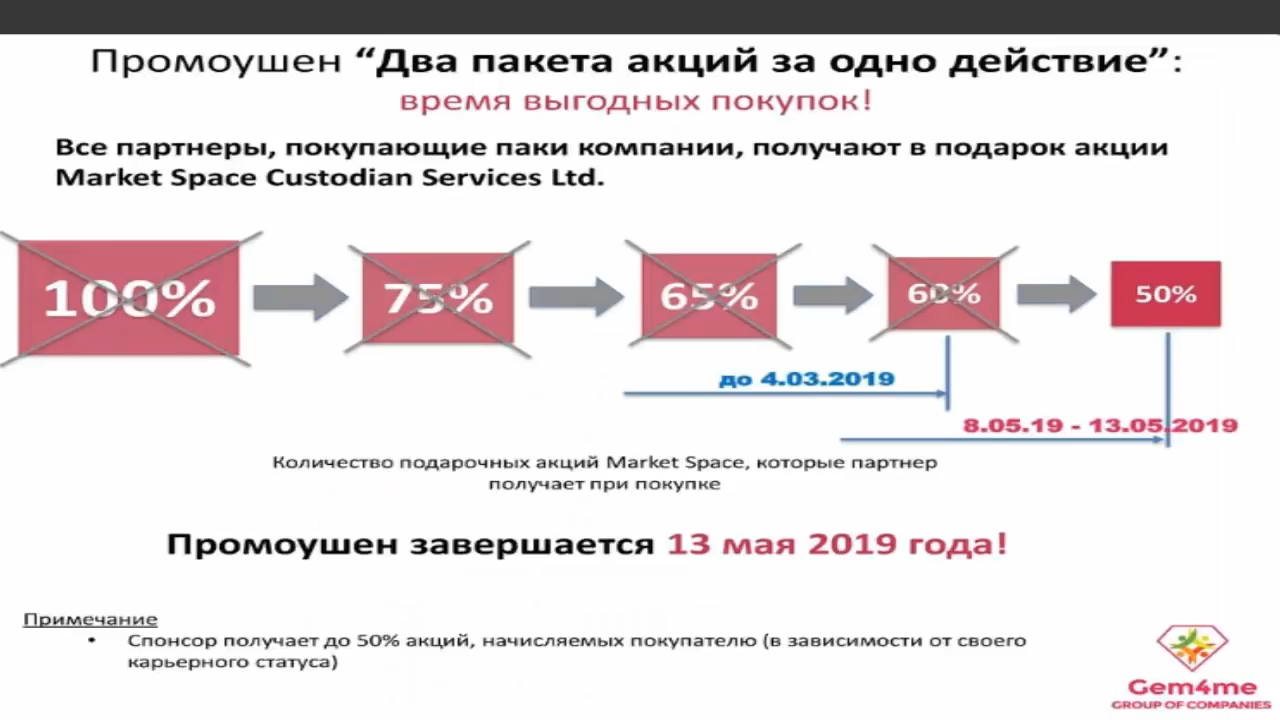 Промоушен “Два пакета акций за одно действие”:
время выгодных покупок!
Все партнеры, покупающие паки компании, получают в подарок акции
Market Space Custodian Services Ltd.
100%
75%
65%
60%
50%
до 4.03.2019
8.05.19 - 13.05.2019
Количество подарочных акций Market Space, которые партнер
получает при покупке
Промоушен завершается 13 мая 2019 года!
Примечание
• Спонсор получает до 50% акций, начисляемых покупателю (в зависимости от своего
карьерного статуса)
Gem4me
GROUP OF COMPANIES